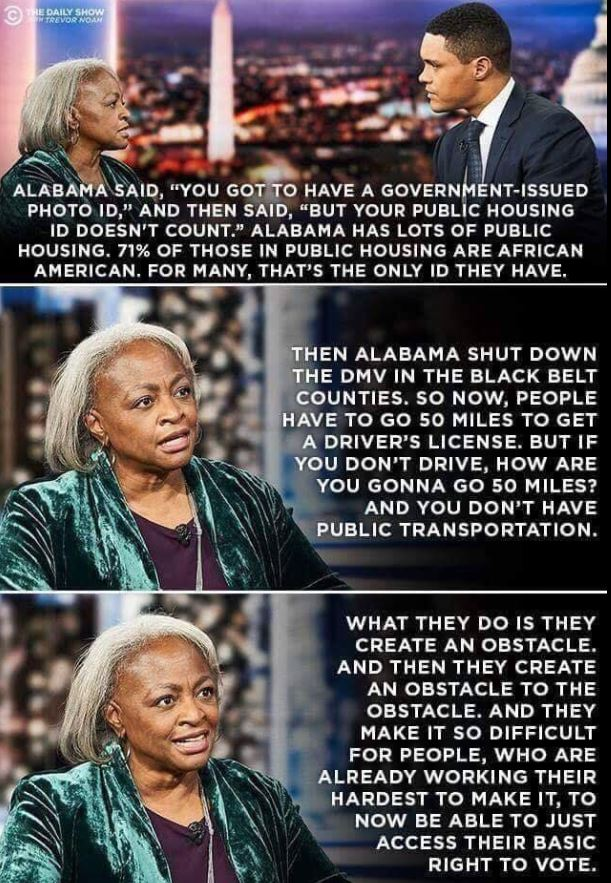 THE DAILY SHOW
WITH TREVOR NOAH
ALABAMA SAID, "YOU GOT TO HAVE A GOVERNMENT-ISSUED
PHOTO ID," AND THEN SAID, "BUT YOUR PUBLIC HOUSING
ID DOESN'T COUNT." ALABAMA HAS LOTS OF PUBLIC
HOUSING. 71% OF THOSE IN PUBLIC HOUSING ARE AFRICAN
AMERICAN. FOR MANY, THAT'S THE ONLY ID THEY HAVE.
THEN ALABAMA SHUT DOWN
THE DMV IN THE BLACK BELT
COUNTIES. SO NOW, PEOPLE
HAVE TO GO 50 MILES TO GET
A DRIVER'S LICENSE. BUT IF
YOU DON'T DRIVE, HOW ARE
YOU GONNA GO 50 MILES?
AND YOU DON'T HAVE
PUBLIC TRANSPORTATION.
WHAT THEY DO IS THEY
CREATE AN OBSTACLE.
AND THEN THEY CREATE
AN OBSTACLE TO THE
OBSTACLE. AND THEY
MAKE IT SO DIFFICULT
FOR PEOPLE, WHO ARE
ALREADY WORKING THEIR
HARDEST TO MAKE IT, TO
NOW BE ABLE TO JUST
ACCESS THEIR BASIC
RIGHT TO VOTE.